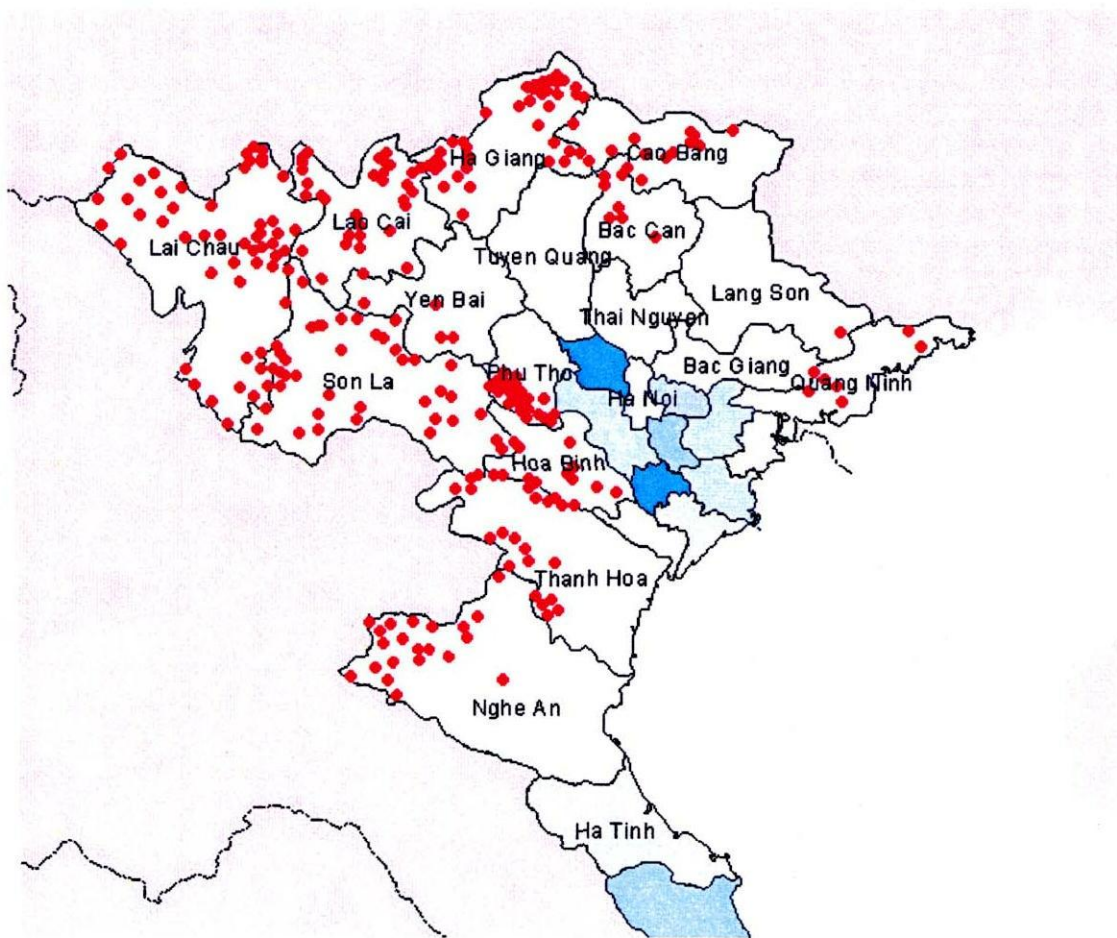 Ha Giang
Cao Bang
Lao Cai
Bac Can
Lai Chau
Tuyen Quang
Yen Bai
Lang Son
Thai Nguyen
Bac Giang
Son La
Phu Tho
Quang Ninh
Ha Noi
Hoa Binh
Thanh Hoa
Nghe An
Ha Tinh